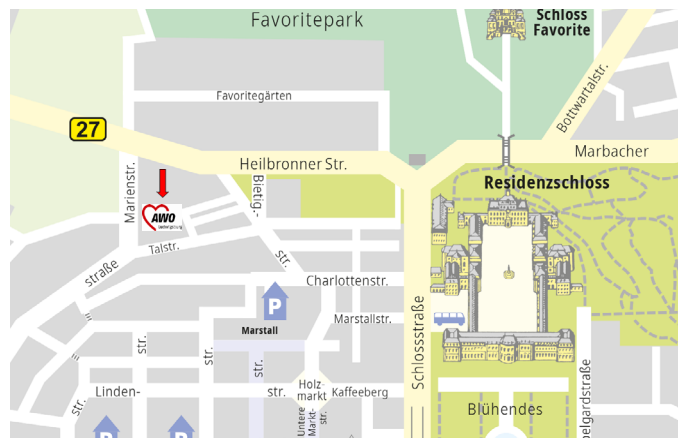 Favoritepark
Schloss
Favorite
Favoritegärten
Bottwartalstr.
27
Heilbronner Str.
Marbacher
Marienstr.
Bietig-
str.
Residenzschloss
AWO
Talstr.
straße
Charlottenstr.
P
Marstall
Marstallstr.
Schlossstraße
str.
str.
str.
Linden-
str.
Holz-
markt
Kaffeeberg
str.
Untere
Markt-
str.
Blühendes
pelgardstraße
P
P